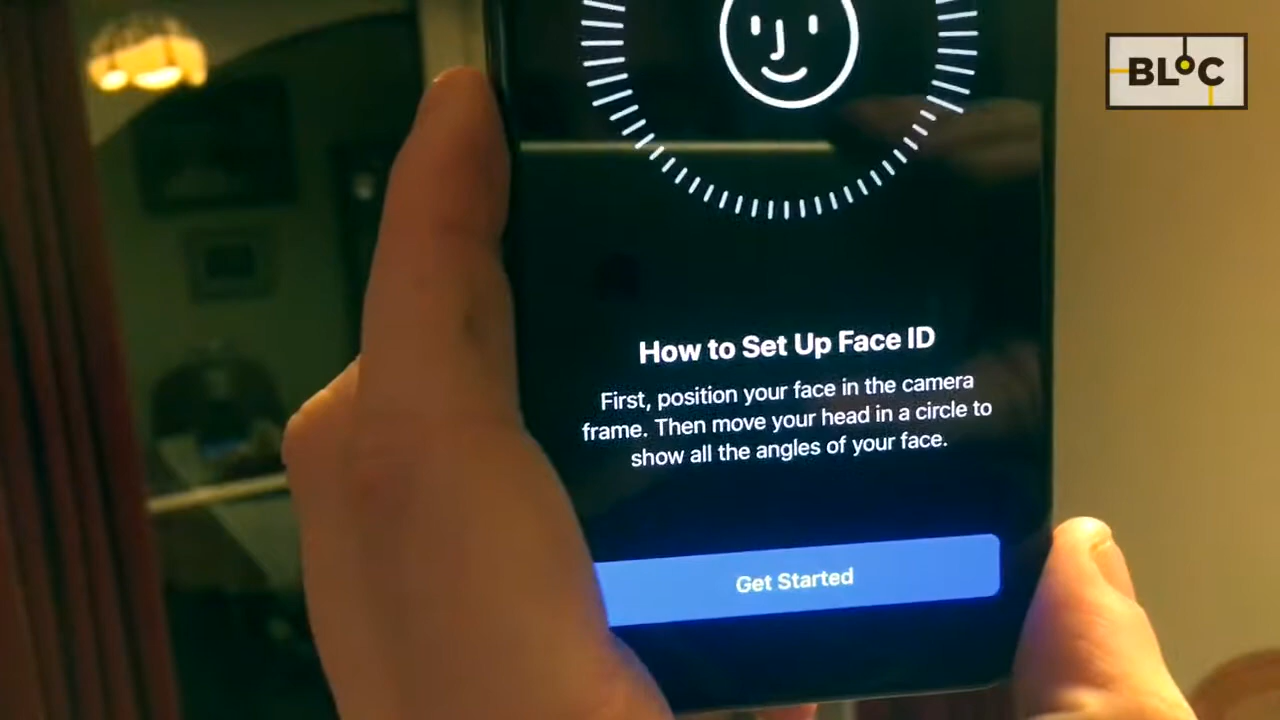 BLOC
How to Set Up Face ID
First, position your face in the camera
frame. Then move your head in a circle to
show all the angles of your face.
Get Started